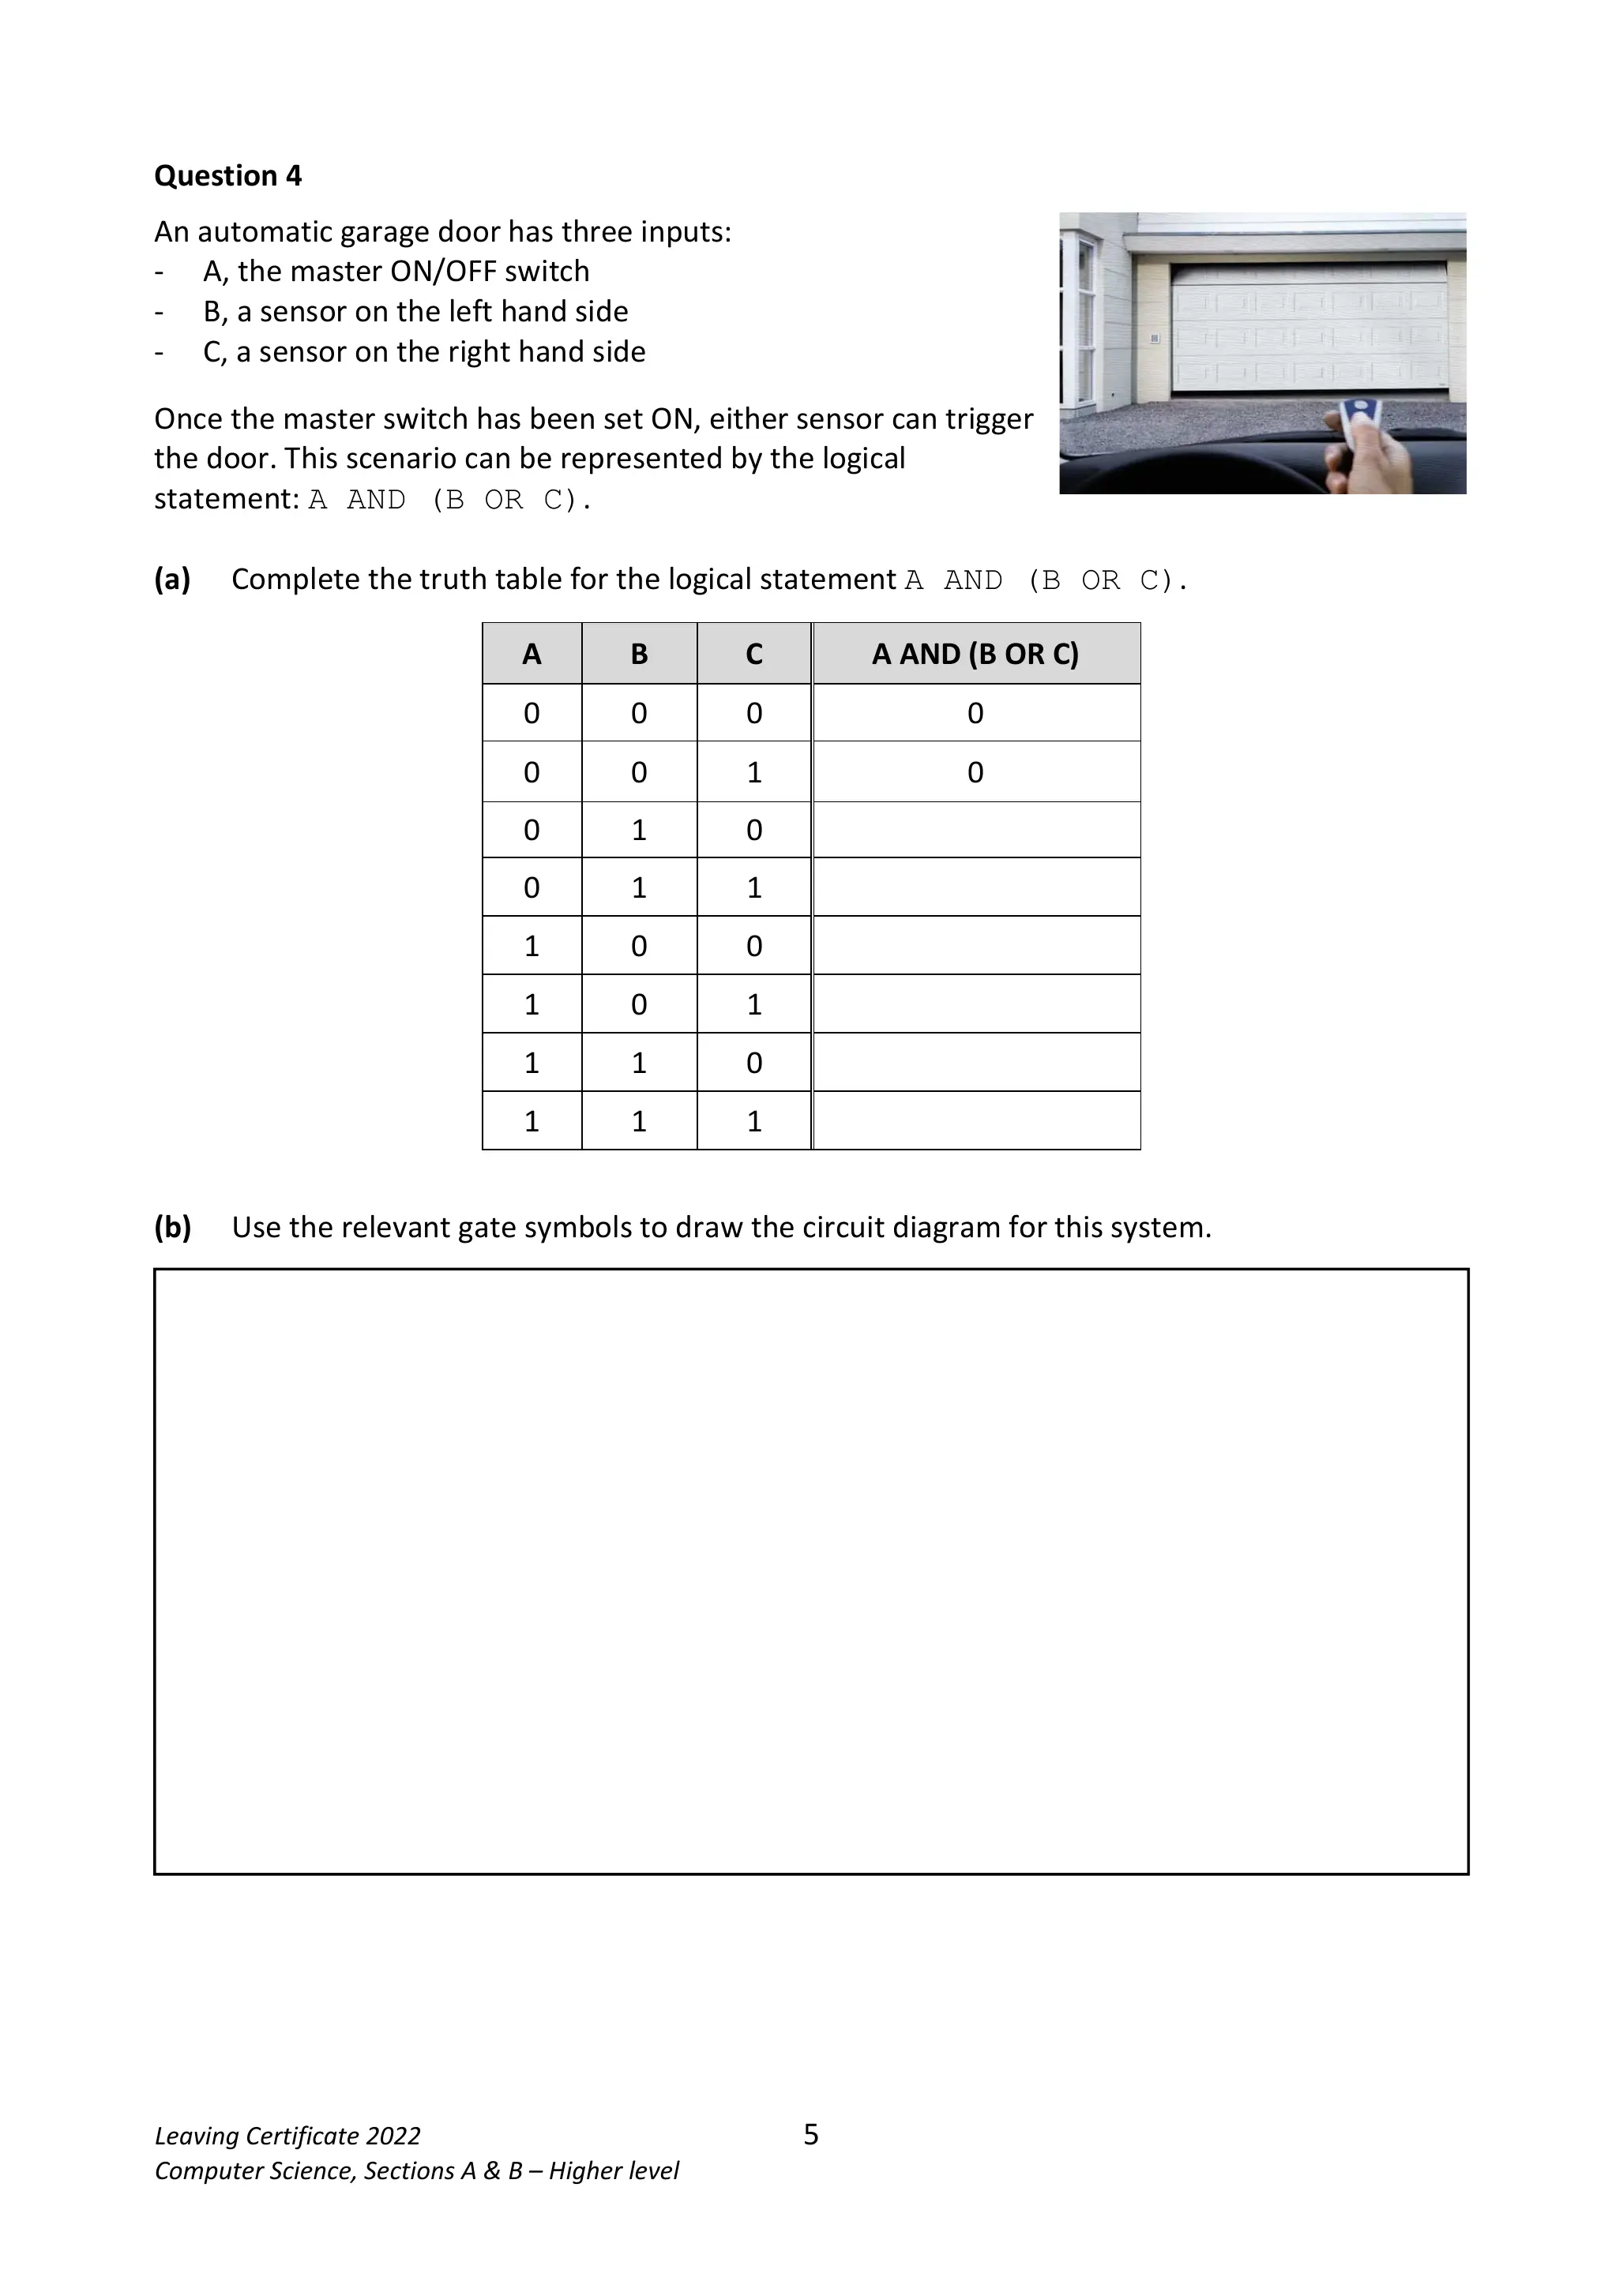 Question 4
An automatic garage door has three inputs:
- A, the master ON/OFF switch
- B, a sensor on the left hand side
- C, a sensor on the right hand side
Once the master switch has been set ON, either sensor can trigger
the door. This scenario can be represented by the logical
statement: A AND (B OR C).
(a) Complete the truth table for the logical statement A AND (B OR C).
A B C A AND (B OR C)
0 0 0 0
0 0 1 0
0 1 0
0 1 1
1 0 0
1 0 1
1 1 0
1 1 1
(b) Use the relevant gate symbols to draw the circuit diagram for this system.
Leaving Certificate 2022 5
Computer Science, Sections A & B – Higher level